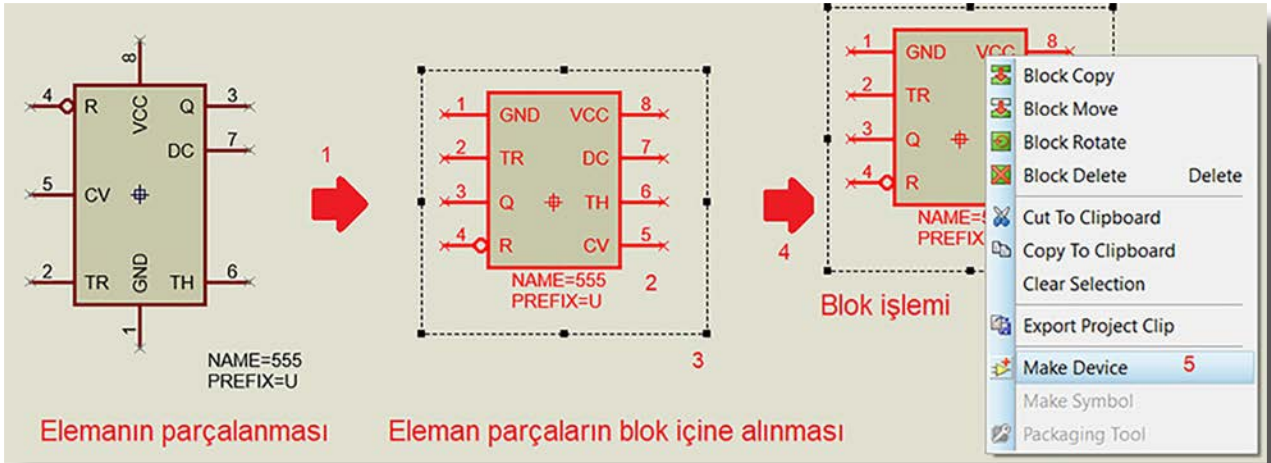 8
VCC
4 R Q 3
DC 7
5 CV
2 TR GND TH 6
1
NAME=555
PREFIX=U
Elemanın parçalanması
1
1 GND VCC 8
2 TR DC 7
3 Q TH 6
4 R CV 5
NAME=555
PREFIX=U
2
3
Eleman parçaların blok içine alınması
4
1 GND VCC 8
2 TR
3 Q
4 R
NAME=5
PREFIX
Blok işlemi
Block Copy
Block Move
Block Rotate
Block Delete Delete
Cut To Clipboard
Copy To Clipboard
Clear Selection
Export Project Clip
Make Device 5
Make Symbol
Packaging Tool